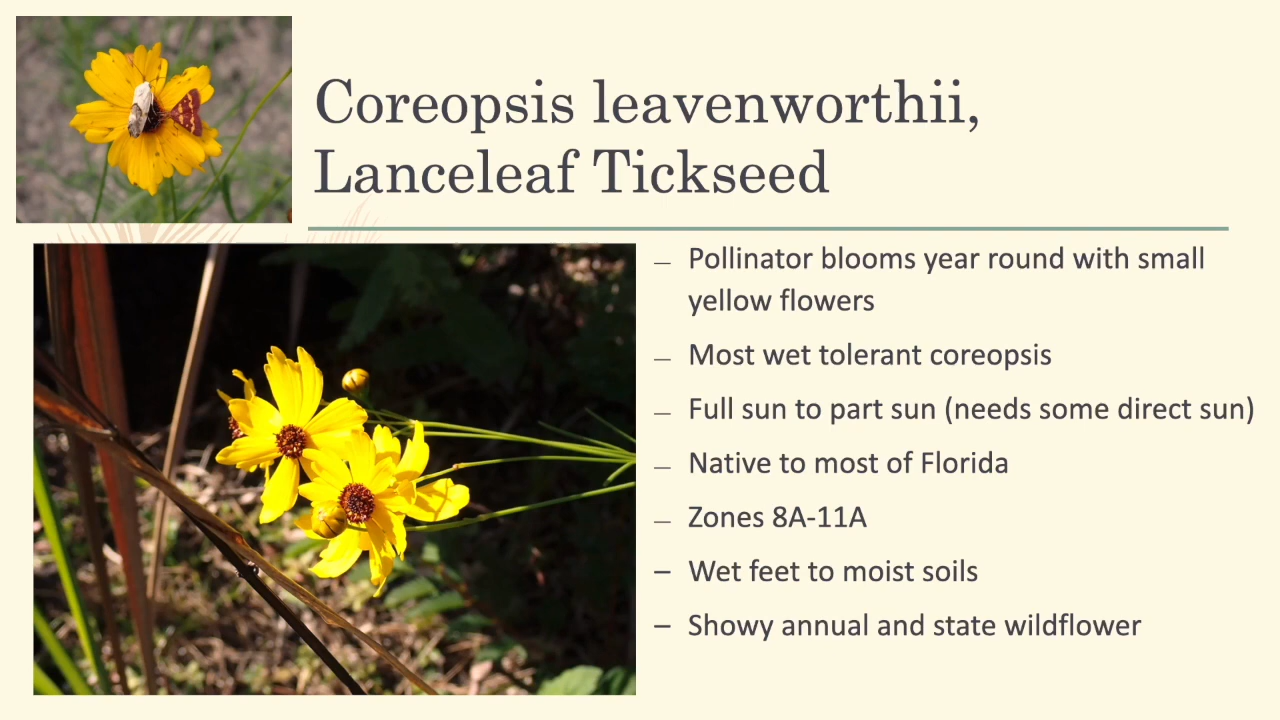 Coreopsis leavenworthii,
Lanceleaf Tickseed
– Pollinator blooms year round with small
yellow flowers
– Most wet tolerant coreopsis
– Full sun to part sun (needs some direct sun)
– Native to most of Florida
– Zones 8A-11A
– Wet feet to moist soils
– Showy annual and state wildflower